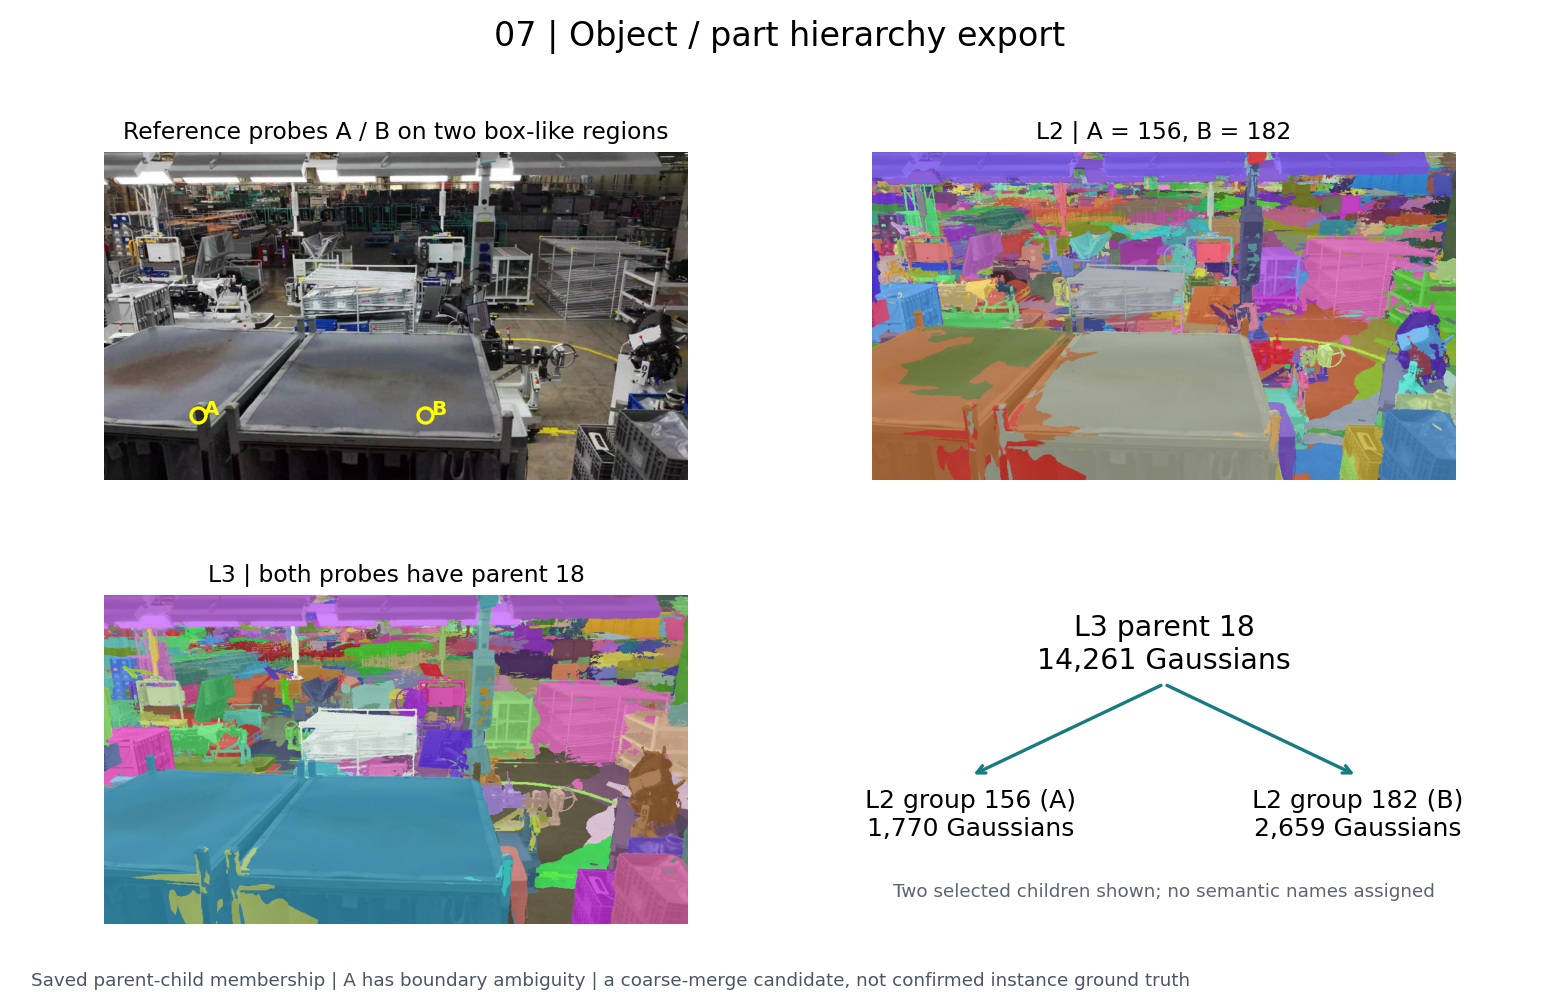 07 | Object / part hierarchy export
Reference probes A / B on two box-like regions
L2 | A = 156, B = 182
A
B
L3 | both probes have parent 18
L3 parent 18
14,261 Gaussians
L2 group 156 (A)
1,770 Gaussians
L2 group 182 (B)
2,659 Gaussians
Two selected children shown; no semantic names assigned
Saved parent-child membership | A has boundary ambiguity | a coarse-merge candidate, not confirmed instance ground truth